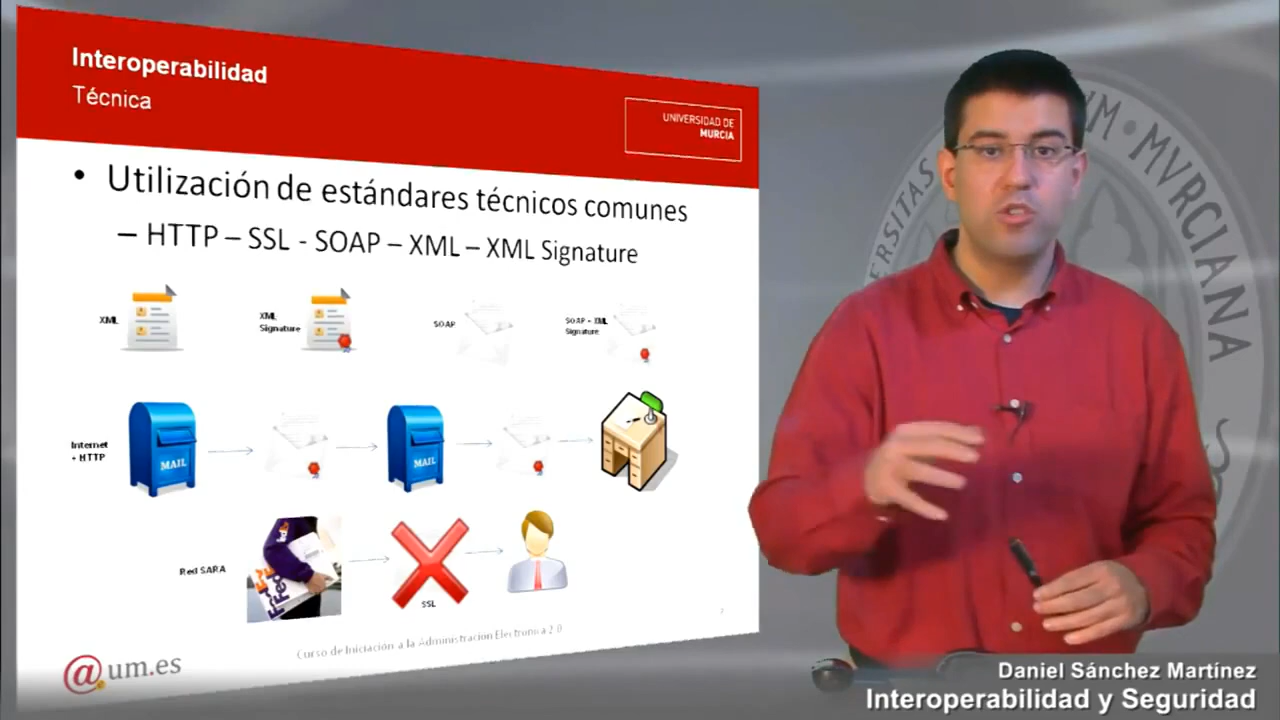 Interoperabilidad
Técnica
UNIVERSIDAD DE
MURCIA
• Utilización de estándares técnicos comunes
– HTTP – SSL - SOAP – XML – XML Signature
XML
XML
Signature
SOAP
SOAP - XML
Signature
Internet
+ HTTP
MAIL
MAIL
Red SARA
FedEx
SSL
Curso de Iniciación a la Administración Electrónica 2.0
@um.es
MVRCIANA
Daniel Sánchez Martínez
Interoperabilidad y Seguridad